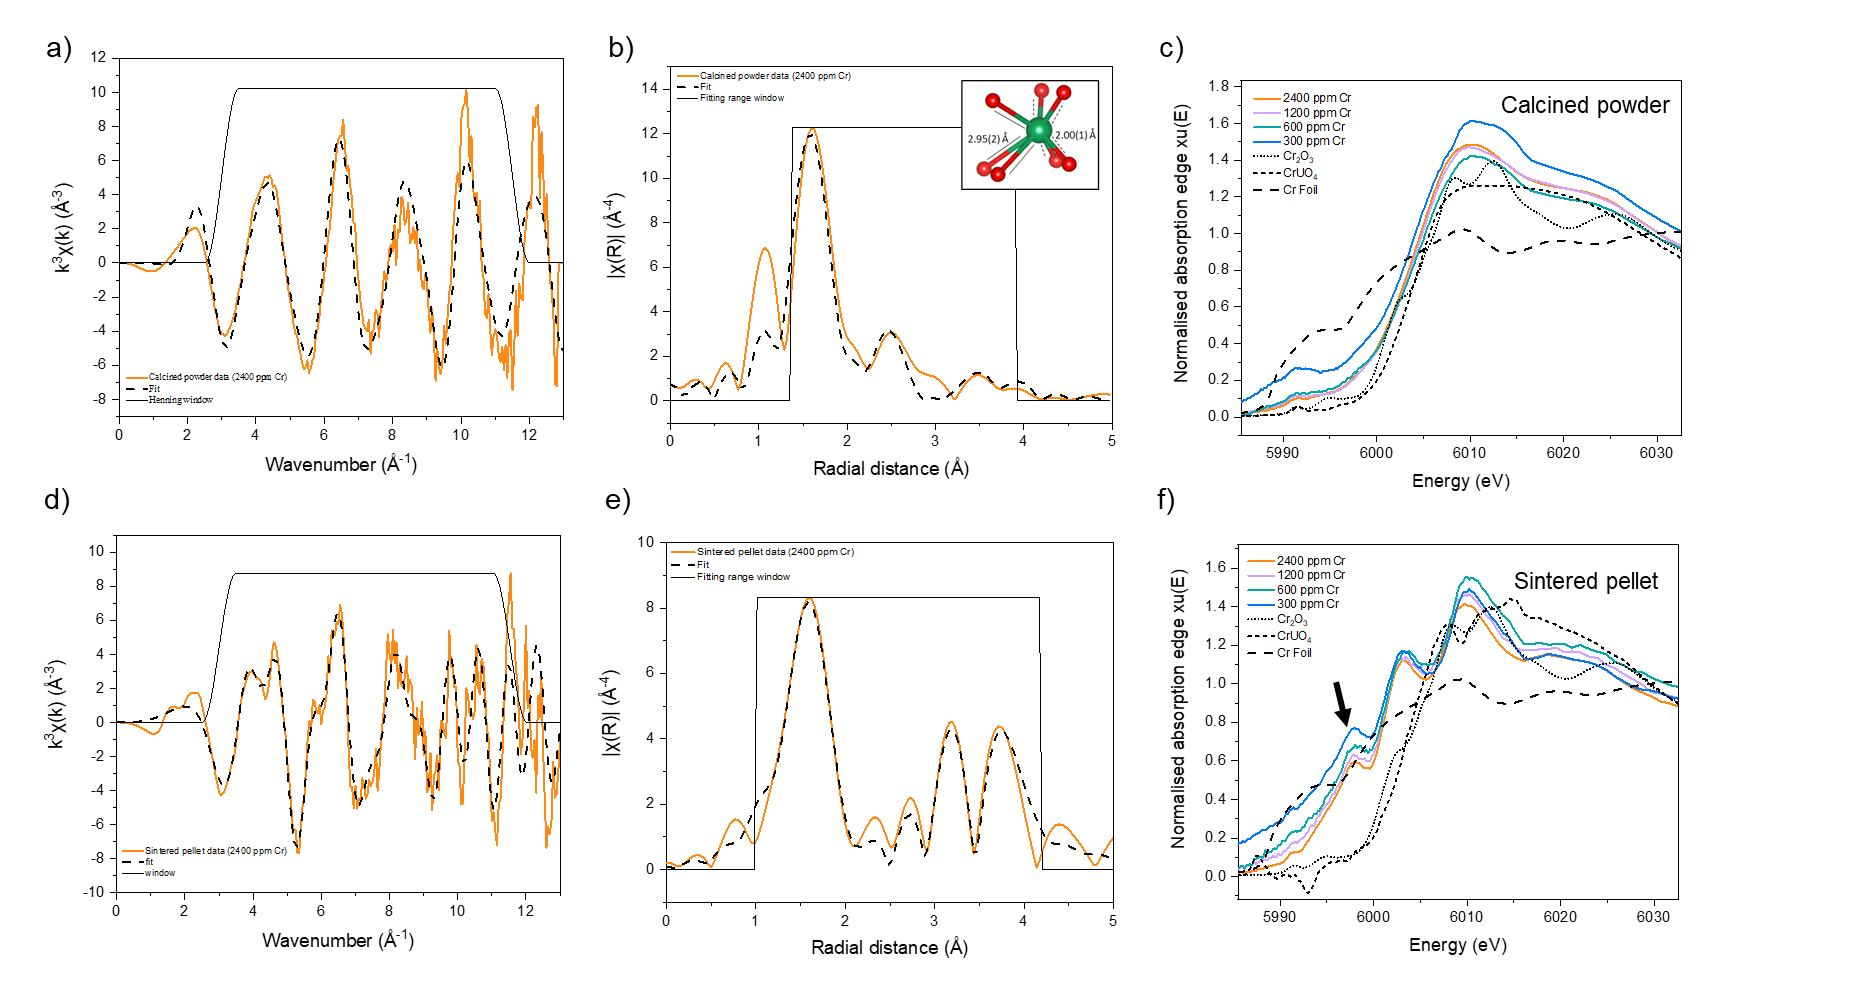 a)
12
10
8
6
4
2
0
-2
-4
-6
-8
k³χ(k) (Å⁻³)
Calcined powder data (2400 ppm Cr)
Fit
Henning window
0 2 4 6 8 10 12
Wavenumber (Å⁻¹)
b)
14
12
10
8
6
4
2
0
|χ(R)| (Å⁻⁴)
Calcined powder data (2400 ppm Cr)
Fit
Fitting range window
2.95(2) Å
2.00(1) Å
0 1 2 3 4 5
Radial distance (Å)
c)
1.8
1.6
1.4
1.2
1.0
0.8
0.6
0.4
0.2
0.0
Normalised absorption edge xu(E)
2400 ppm Cr
1200 ppm Cr
600 ppm Cr
300 ppm Cr
Cr₂O₃
CrUO₄
Cr Foil
Calcined powder
5990 6000 6010 6020 6030
Energy (eV)
d)
10
8
6
4
2
0
-2
-4
-6
-8
-10
k³χ(k) (Å⁻³)
Sintered pellet data (2400 ppm Cr)
fit
window
0 2 4 6 8 10 12
Wavenumber (Å⁻¹)
e)
10
8
6
4
2
0
|χ(R)| (Å⁻⁴)
Sintered pellet data (2400 ppm Cr)
Fit
Fitting range window
0 1 2 3 4 5
Radial distance (Å)
f)
1.6
1.4
1.2
1.0
0.8
0.6
0.4
0.2
0.0
Normalised absorption edge xu(E)
2400 ppm Cr
1200 ppm Cr
600 ppm Cr
300 ppm Cr
Cr₂O₃
CrUO₄
Cr Foil
Sintered pellet
5990 6000 6010 6020 6030
Energy (eV)